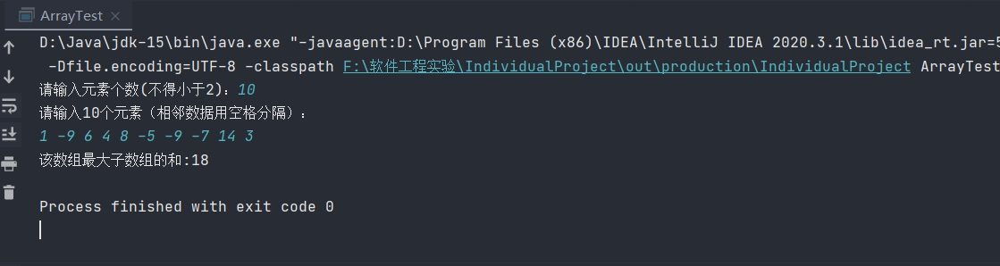 ArrayTest ×
D:\Java\jdk-15\bin\java.exe "-javaagent:D:\Program Files (x86)\IDEA\IntelliJ IDEA 2020.3.1\lib\idea_rt.jar=5
-Dfile.encoding=UTF-8 -classpath F:\软件工程实验\IndividualProject\out\production\IndividualProject ArrayTest
请输入元素个数(不得小于2)：10
请输入10个元素（相邻数据用空格分隔）：
1 -9 6 4 8 -5 -9 -7 14 3
该数组最大子数组的和:18
Process finished with exit code 0